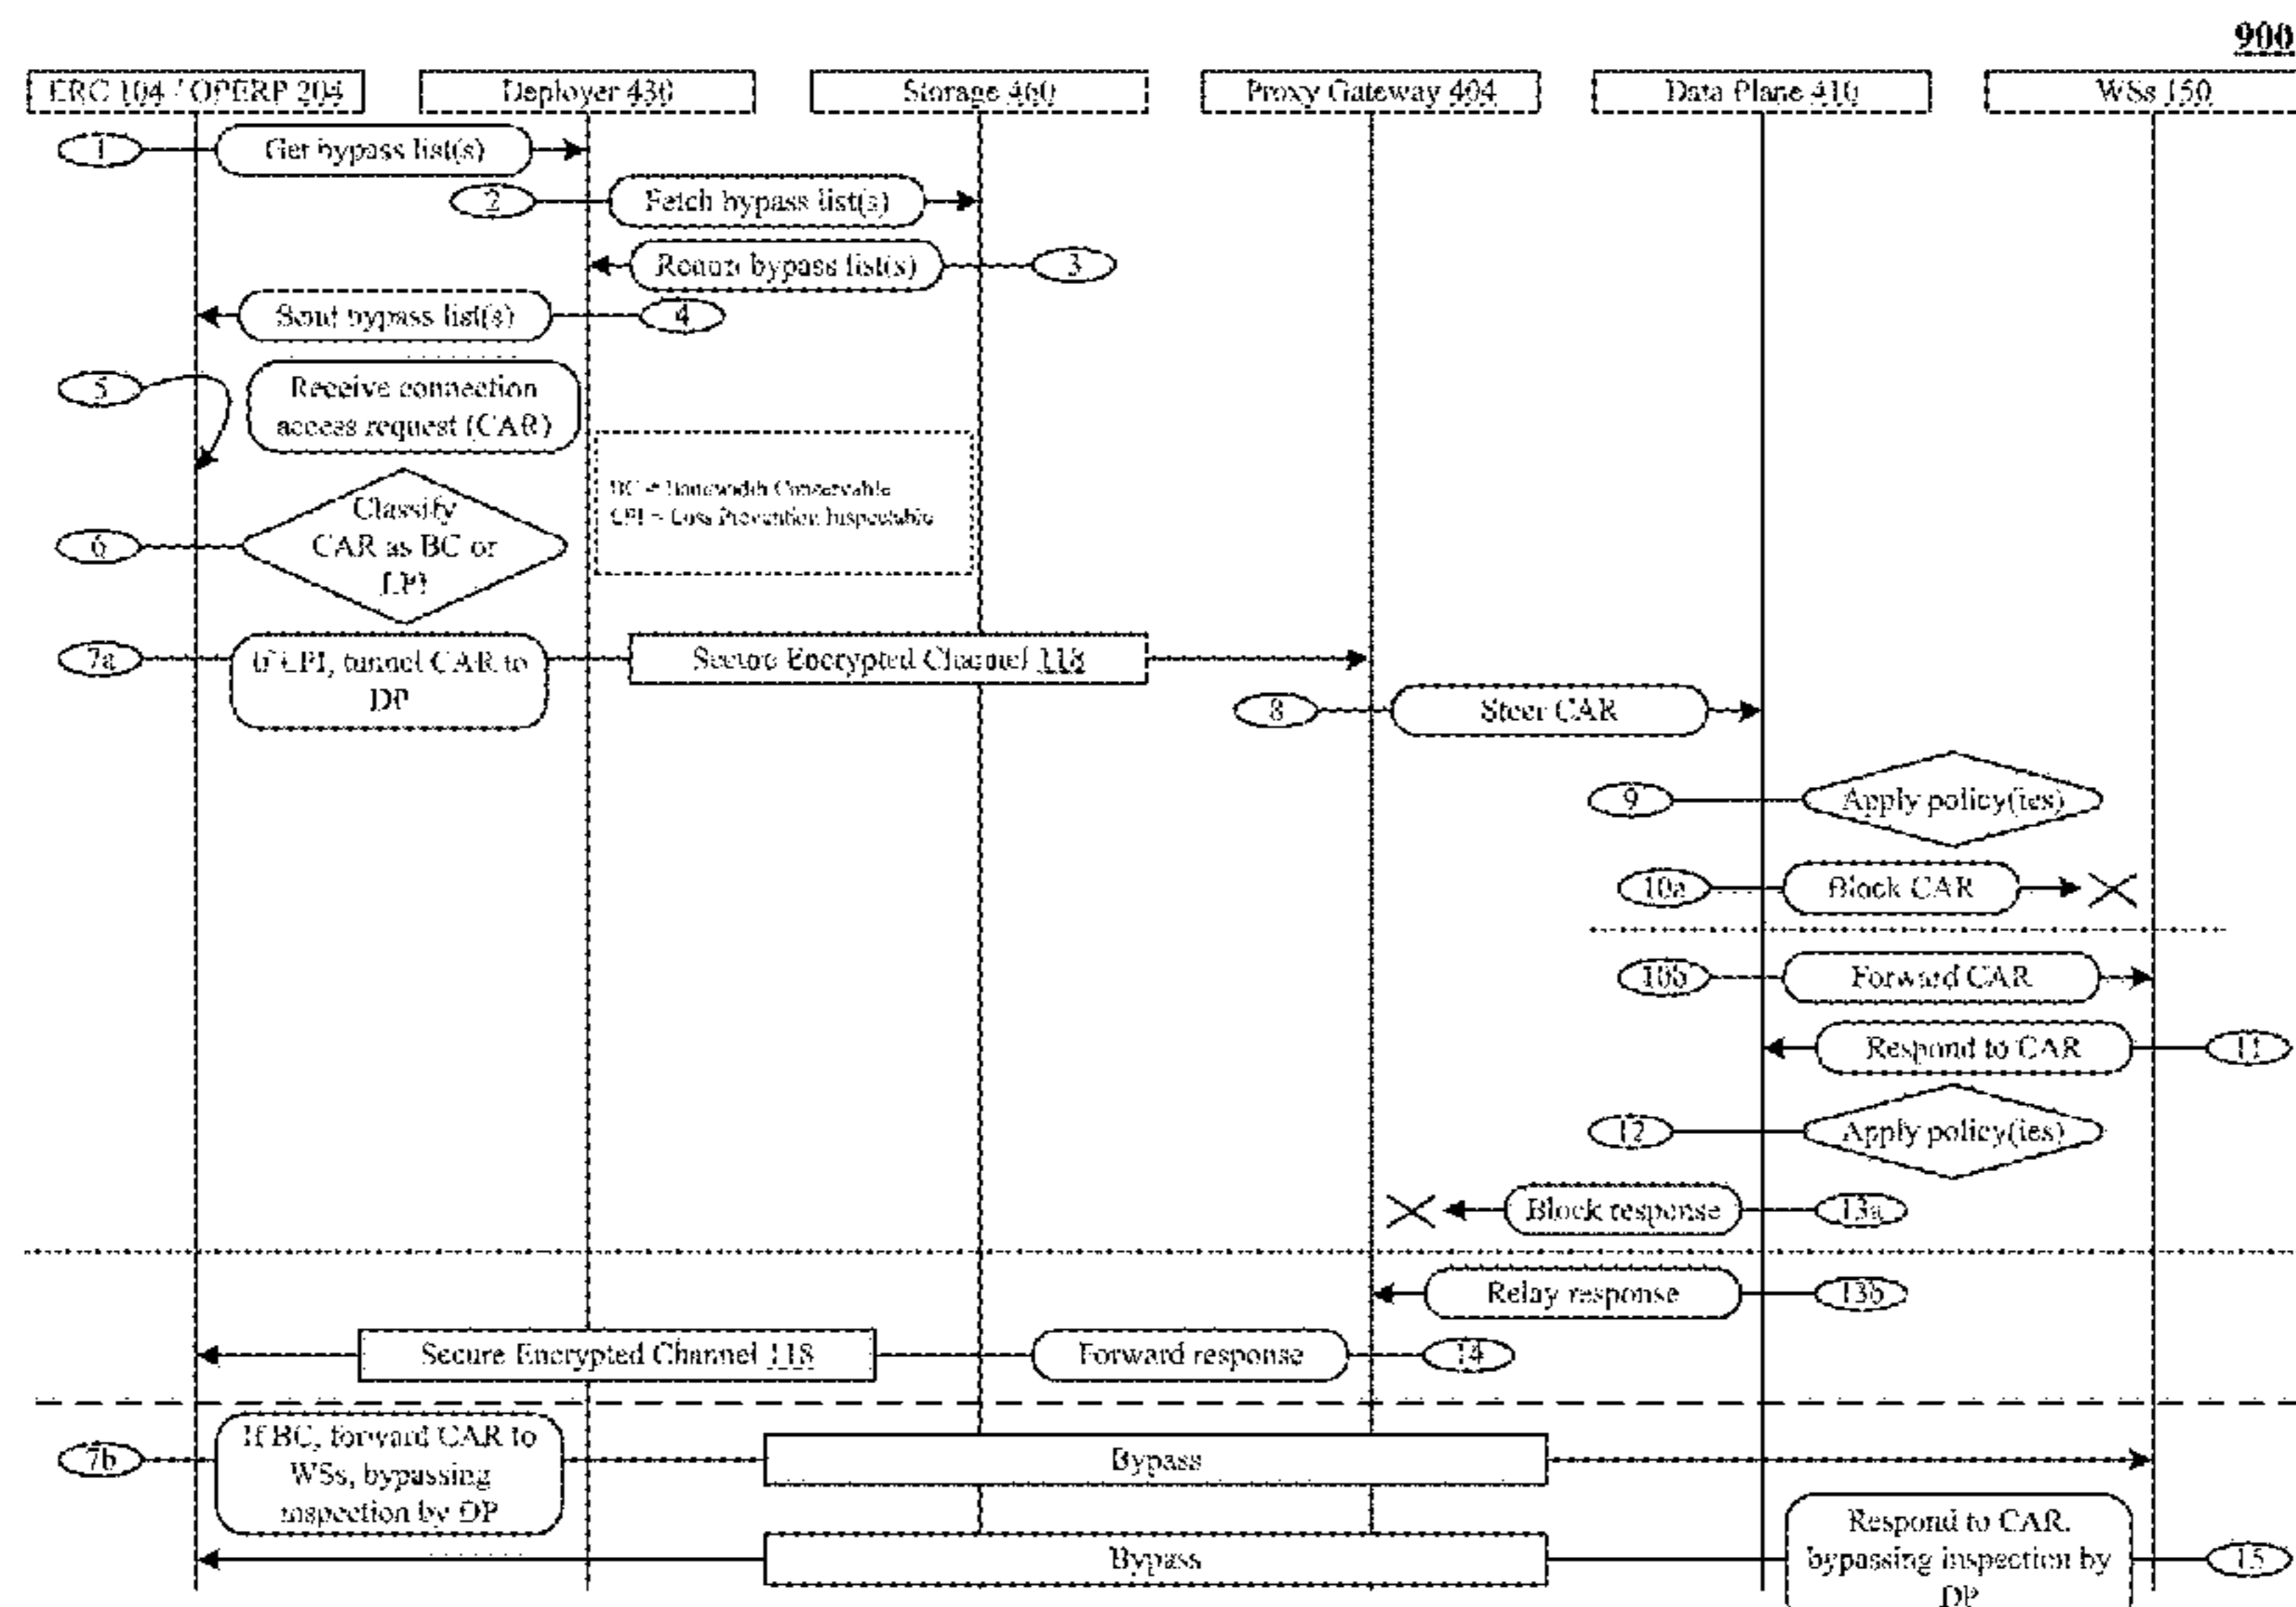 900
ERC 104 / OPERP 204
Deployer 430
Storage 460
Proxy Gateway 404
Data Plane 410
WSs 150
1
Get bypass list(s)
2
Fetch bypass list(s)
Return bypass list(s)
3
Send bypass list(s)
4
5
Receive connection
access request (CAR)
BC = Bandwidth Conservable
LPI = Loss Prevention Inspectable
6
Classify
CAR as BC or
LPI
7a
If LPI, tunnel CAR to
DP
Secure Encrypted Channel 118
8
Steer CAR
9
Apply policy(ies)
10a
Block CAR
10b
Forward CAR
Respond to CAR
11
12
Apply policy(ies)
Block response
13a
Relay response
13b
Secure Encrypted Channel 118
Forward response
14
7b
If BC, forward CAR to
WSs, bypassing
inspection by DP
Bypass
Bypass
Respond to CAR,
bypassing inspection by
DP
15